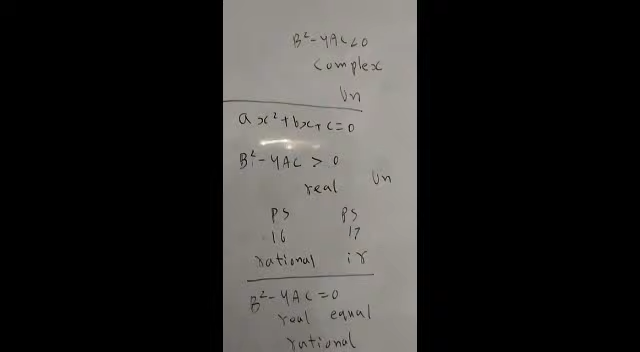 B²-4AC<0
Complex
Un
ax²+bx+c=0
B²-4AC > 0
real Un
PS PS
16 17
rational ir
B²-4AC=0
real equal
rational